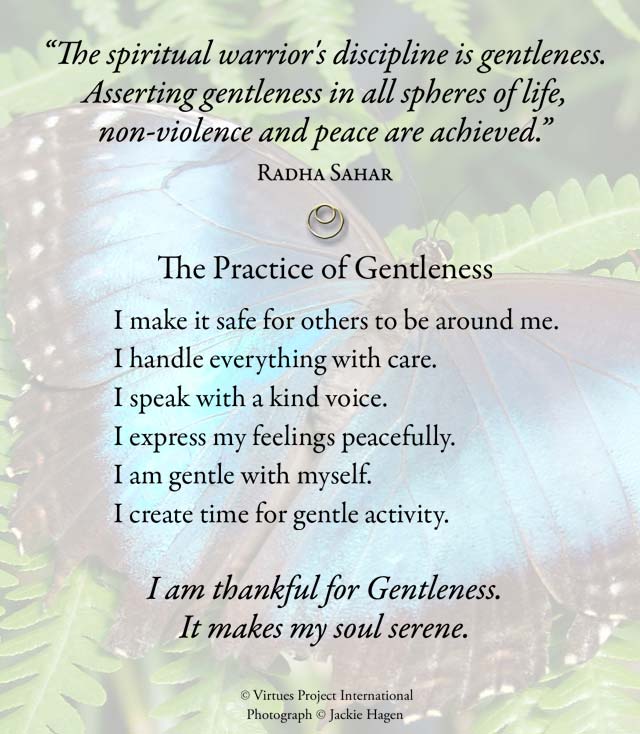 “The spiritual warrior's discipline is gentleness.
Asserting gentleness in all spheres of life,
non-violence and peace are achieved.”
Radha Sahar
The Practice of Gentleness
I make it safe for others to be around me.
I handle everything with care.
I speak with a kind voice.
I express my feelings peacefully.
I am gentle with myself.
I create time for gentle activity.
I am thankful for Gentleness.
It makes my soul serene.
© Virtues Project International
Photograph © Jackie Hagen